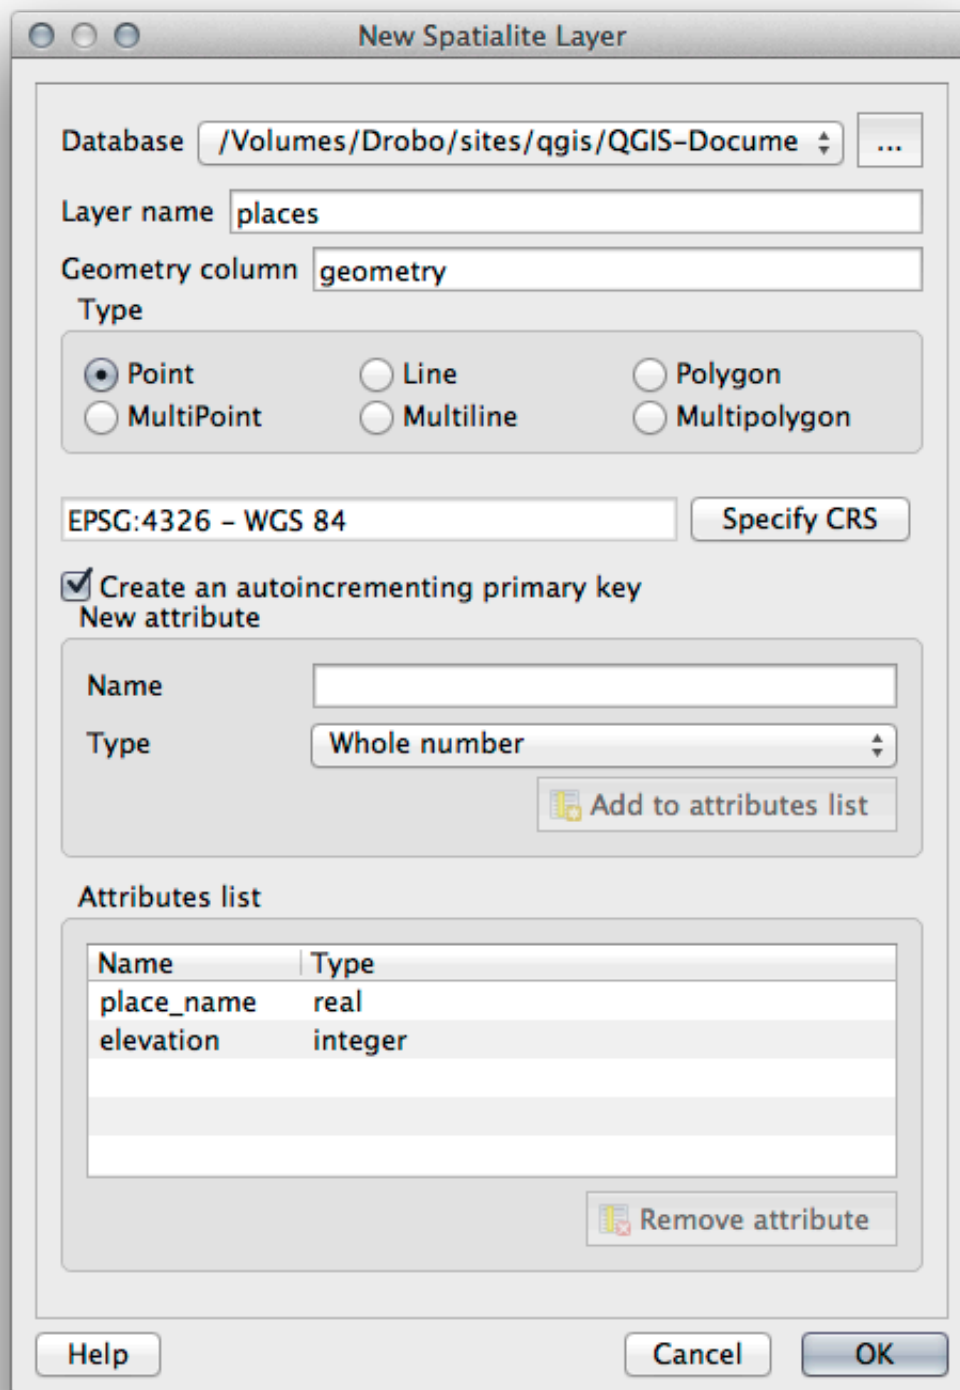 New Spatialite Layer
Database /Volumes/Drobo/sites/qgis/QGIS-Docume ...
Layer name places
Geometry column geometry
Type
Point Line Polygon
MultiPoint Multiline Multipolygon
EPSG:4326 – WGS 84 Specify CRS
Create an autoincrementing primary key
New attribute
Name
Type Whole number
Add to attributes list
Attributes list
Name Type
place_name real
elevation integer
Remove attribute
Help Cancel OK